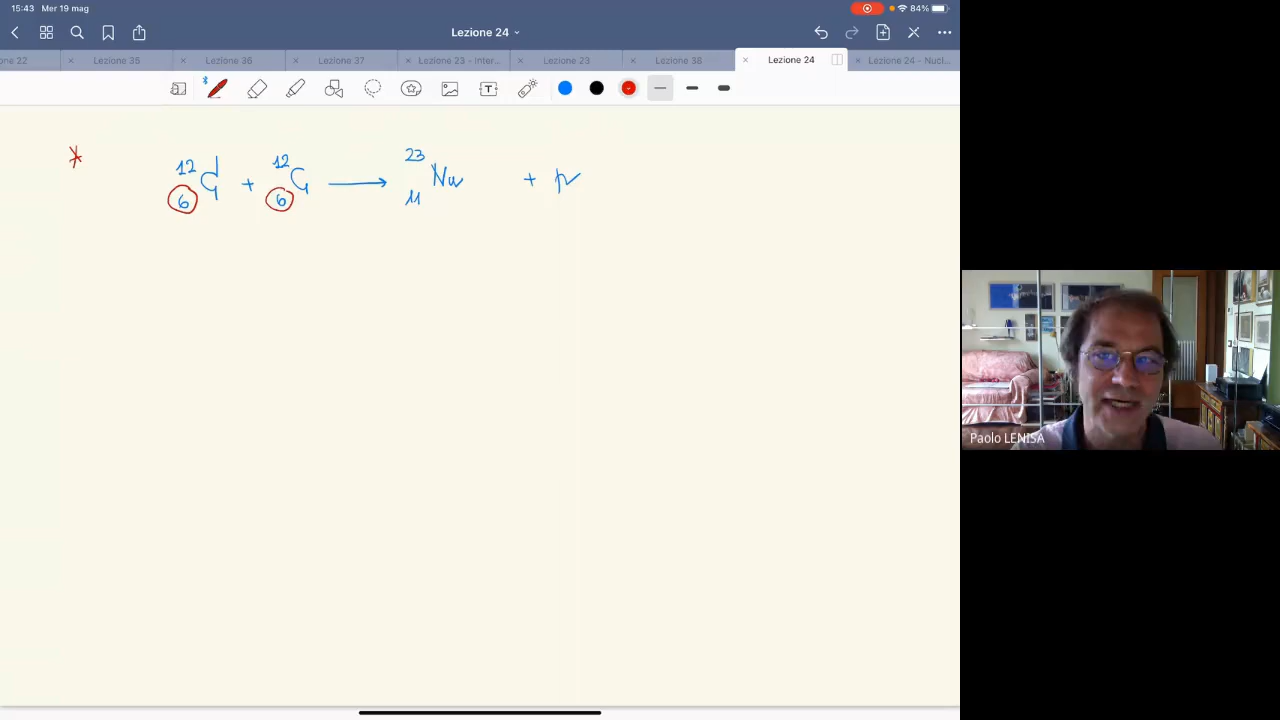 15:43 Mer 19 mag
84%
Lezione 24
ne 22
Lezione 35
Lezione 36
Lezione 37
Lezione 23 - Inter...
Lezione 23
Lezione 38
Lezione 24
Lezione 24 - Nucl...
T
12 6 C + 12 6 C → 23 11 Na + p
Paolo LENISA